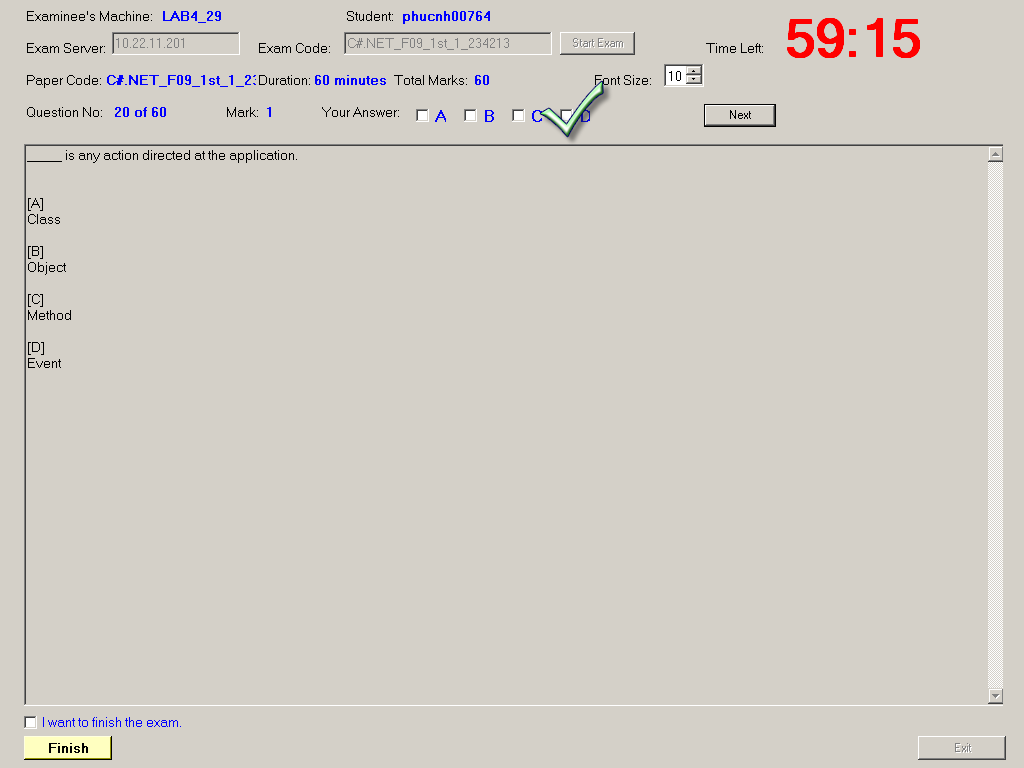 Examinee's Machine: LAB4_29 Student: phucnh00764
Exam Server: 10.22.11.201 Exam Code: C#.NET_F09_1st_1_234213 Start Exam Time Left: 59:15
Paper Code: C#.NET_F09_1st_1_23 Duration: 60 minutes Total Marks: 60 Font Size: 10
Question No: 20 of 60 Mark: 1 Your Answer: A B C D Next
_____ is any action directed at the application.
[A]
Class
[B]
Object
[C]
Method
[D]
Event
I want to finish the exam.
Finish Exit